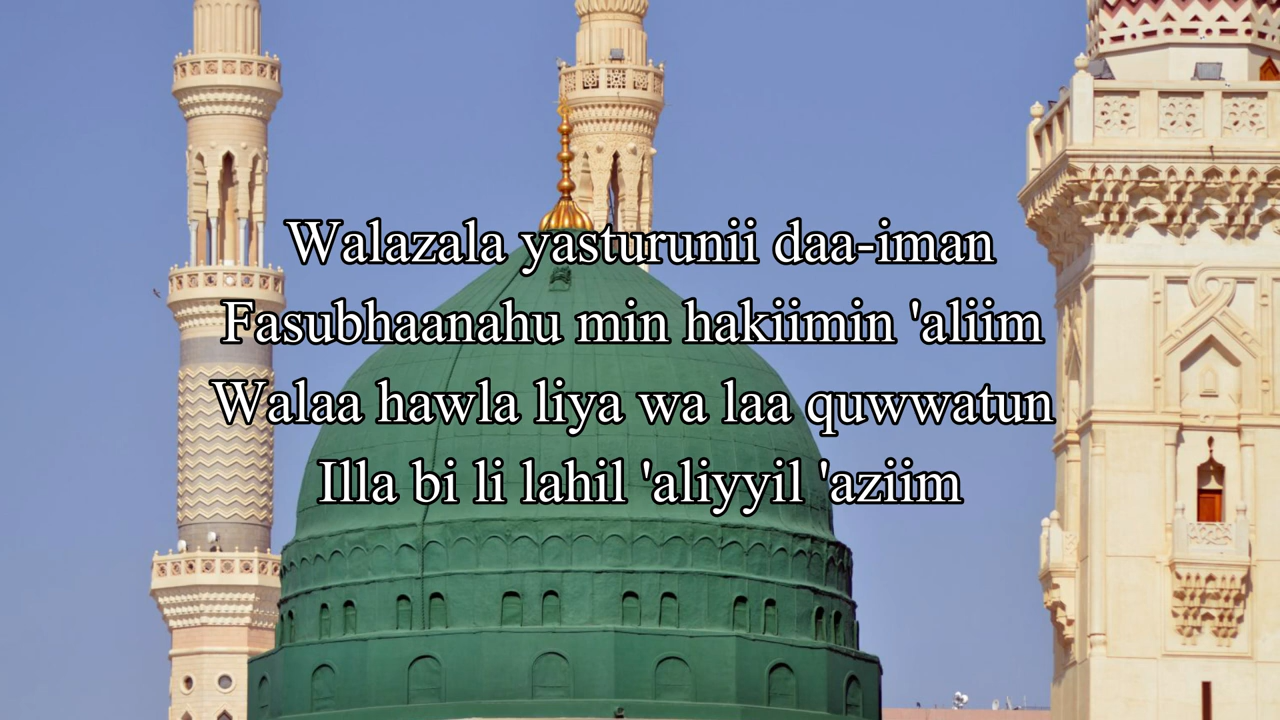 Walazala yasturunii daa-iman
Fasubhaanahu min hakiimin 'aliim
Walaa hawla liya wa laa quwwatun
Illa bi li lahil 'aliyyil 'aziim